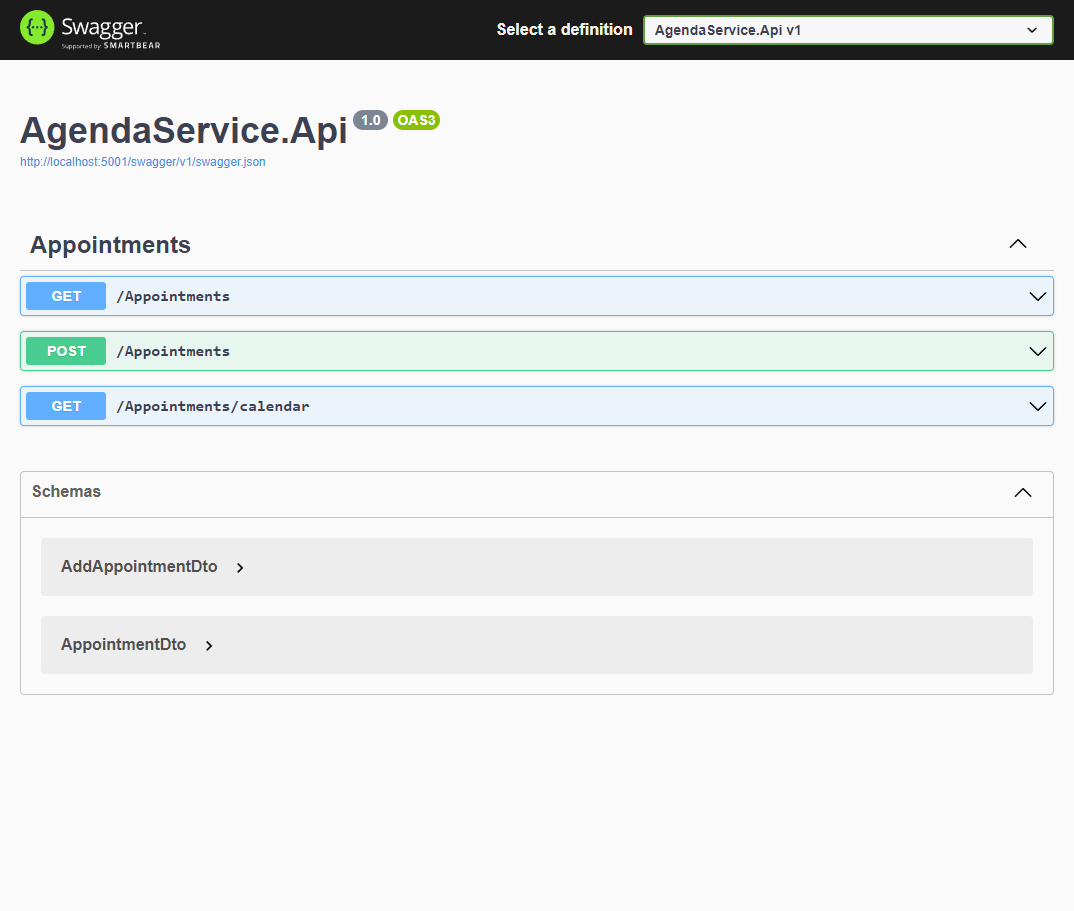 Swagger
Supported by SMARTBEAR
Select a definition
AgendaService.Api v1
AgendaService.Api 1.0 OAS3
http://localhost:5001/swagger/v1/swagger.json
Appointments
GET /Appointments
POST /Appointments
GET /Appointments/calendar
Schemas
AddAppointmentDto
AppointmentDto